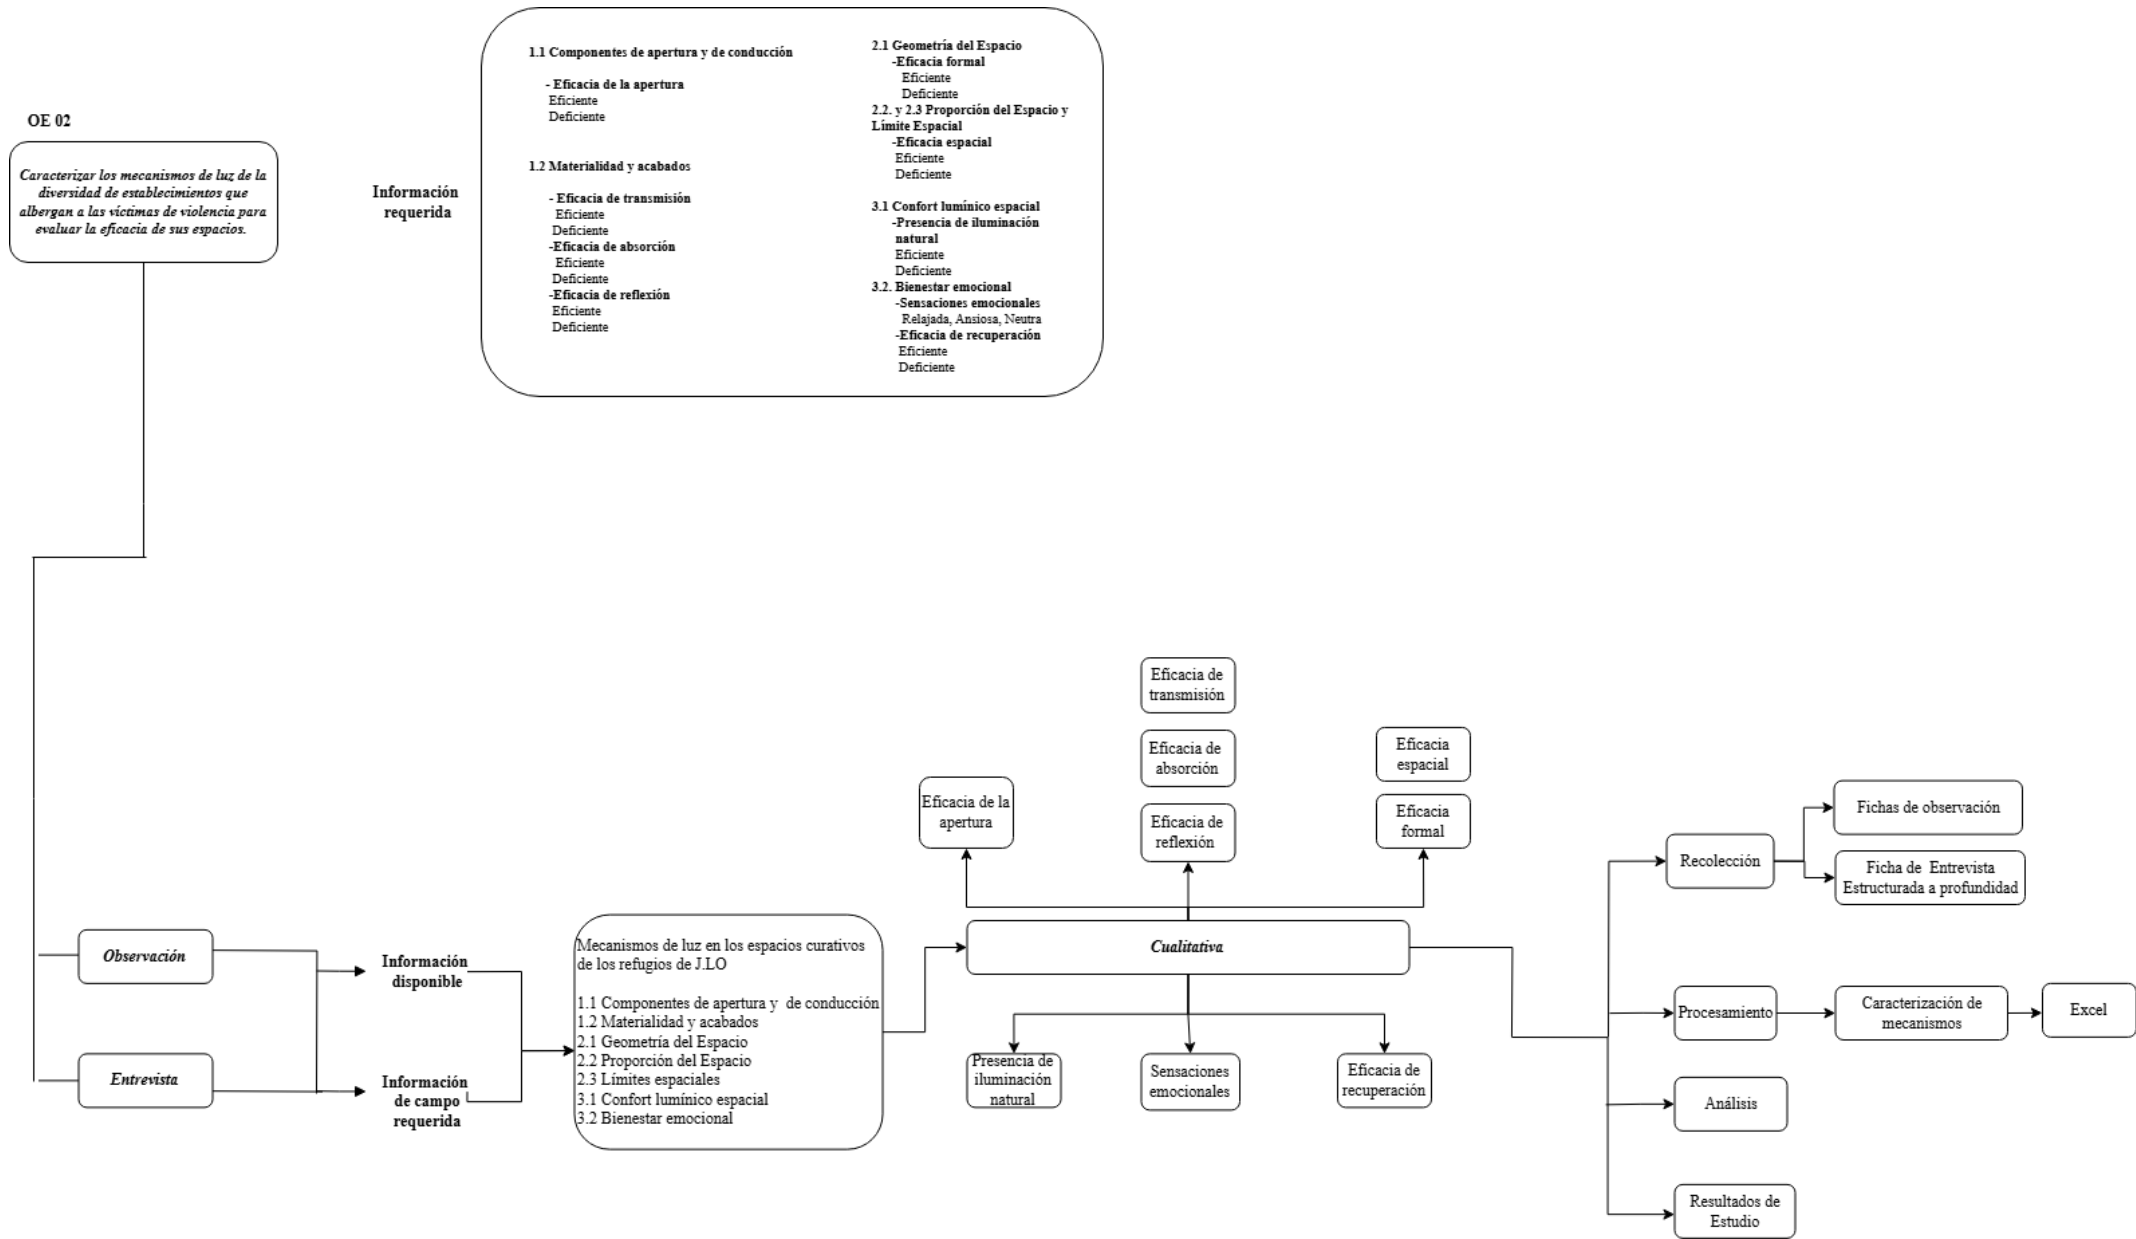 OE 02
Caracterizar los mecanismos de luz de la
diversidad de establecimientos que
albergan a las víctimas de violencia para
evaluar la eficacia de sus espacios.
Información
requerida
1.1 Componentes de apertura y de conducción
- Eficacia de la apertura
Eficiente
Deficiente
1.2 Materialidad y acabados
- Eficacia de transmisión
Eficiente
Deficiente
-Eficacia de absorción
Eficiente
Deficiente
-Eficacia de reflexión
Eficiente
Deficiente
2.1 Geometría del Espacio
-Eficacia formal
Eficiente
Deficiente
2.2. y 2.3 Proporción del Espacio y
Límite Espacial
-Eficacia espacial
Eficiente
Deficiente
3.1 Confort lumínico espacial
-Presencia de iluminación
natural
Eficiente
Deficiente
3.2. Bienestar emocional
-Sensaciones emocionales
Relajada, Ansiosa, Neutra
-Eficacia de recuperación
Eficiente
Deficiente
Observación
Entrevista
Información
disponible
Información
de campo
requerida
Mecanismos de luz en los espacios curativos
de los refugios de J.LO
1.1 Componentes de apertura y de conducción
1.2 Materialidad y acabados
2.1 Geometría del Espacio
2.2 Proporción del Espacio
2.3 Límites espaciales
3.1 Confort lumínico espacial
3.2 Bienestar emocional
Eficacia de la
apertura
Eficacia de
transmisión
Eficacia de
absorción
Eficacia de
reflexión
Eficacia
espacial
Eficacia
formal
Cualitativa
Presencia de
iluminación
natural
Sensaciones
emocionales
Eficacia de
recuperación
Recolección
Fichas de observación
Ficha de Entrevista
Estructurada a profundidad
Procesamiento
Caracterización de
mecanismos
Excel
Análisis
Resultados de
Estudio